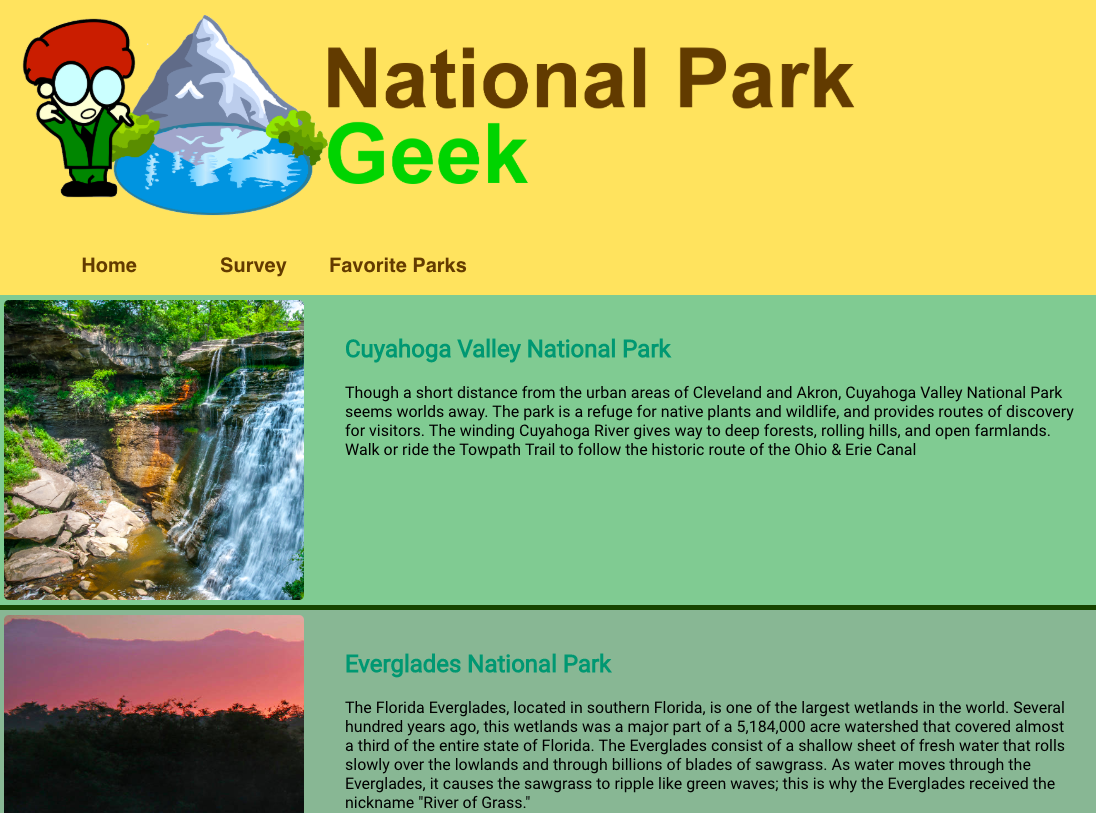 National Park
Geek
Home Survey Favorite Parks
Cuyahoga Valley National Park
Though a short distance from the urban areas of Cleveland and Akron, Cuyahoga Valley National Park
seems worlds away. The park is a refuge for native plants and wildlife, and provides routes of discovery
for visitors. The winding Cuyahoga River gives way to deep forests, rolling hills, and open farmlands.
Walk or ride the Towpath Trail to follow the historic route of the Ohio & Erie Canal
Everglades National Park
The Florida Everglades, located in southern Florida, is one of the largest wetlands in the world. Several
hundred years ago, this wetlands was a major part of a 5,184,000 acre watershed that covered almost
a third of the entire state of Florida. The Everglades consist of a shallow sheet of fresh water that rolls
slowly over the lowlands and through billions of blades of sawgrass. As water moves through the
Everglades, it causes the sawgrass to ripple like green waves; this is why the Everglades received the
nickname "River of Grass."